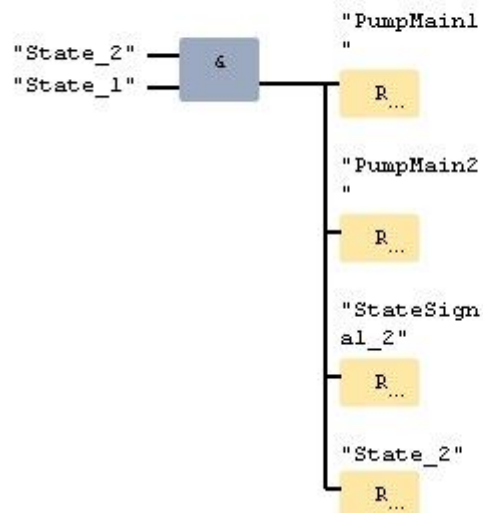 "PumpMain1
"
"State_2"
&
"State_1"
R
...
"PumpMain2
"
R
...
"StateSign
al_2"
R
...
"State_2"
R
...